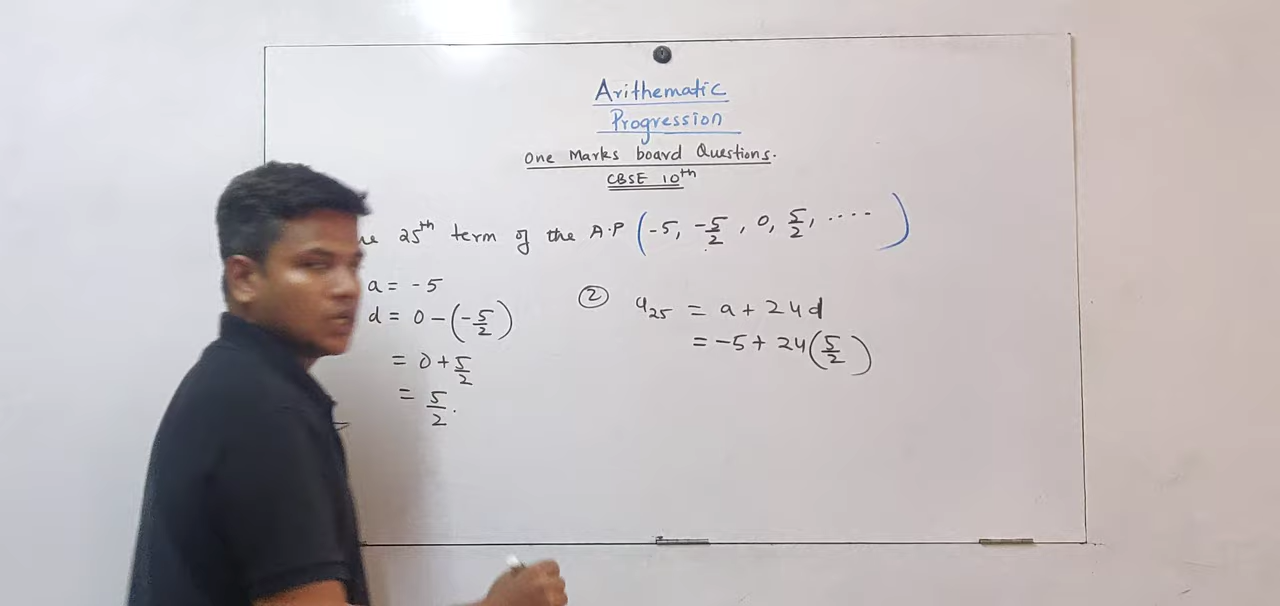 Arithematic
Progression
One Marks board Questions.
CBSE 10th
25th term of the A.P (-5, -5/2, 0, 5/2, ....)
a = -5
d = 0 - (-5/2)
= 0 + 5/2
= 5/2.
② a25 = a + 24d
= -5 + 24(5/2)